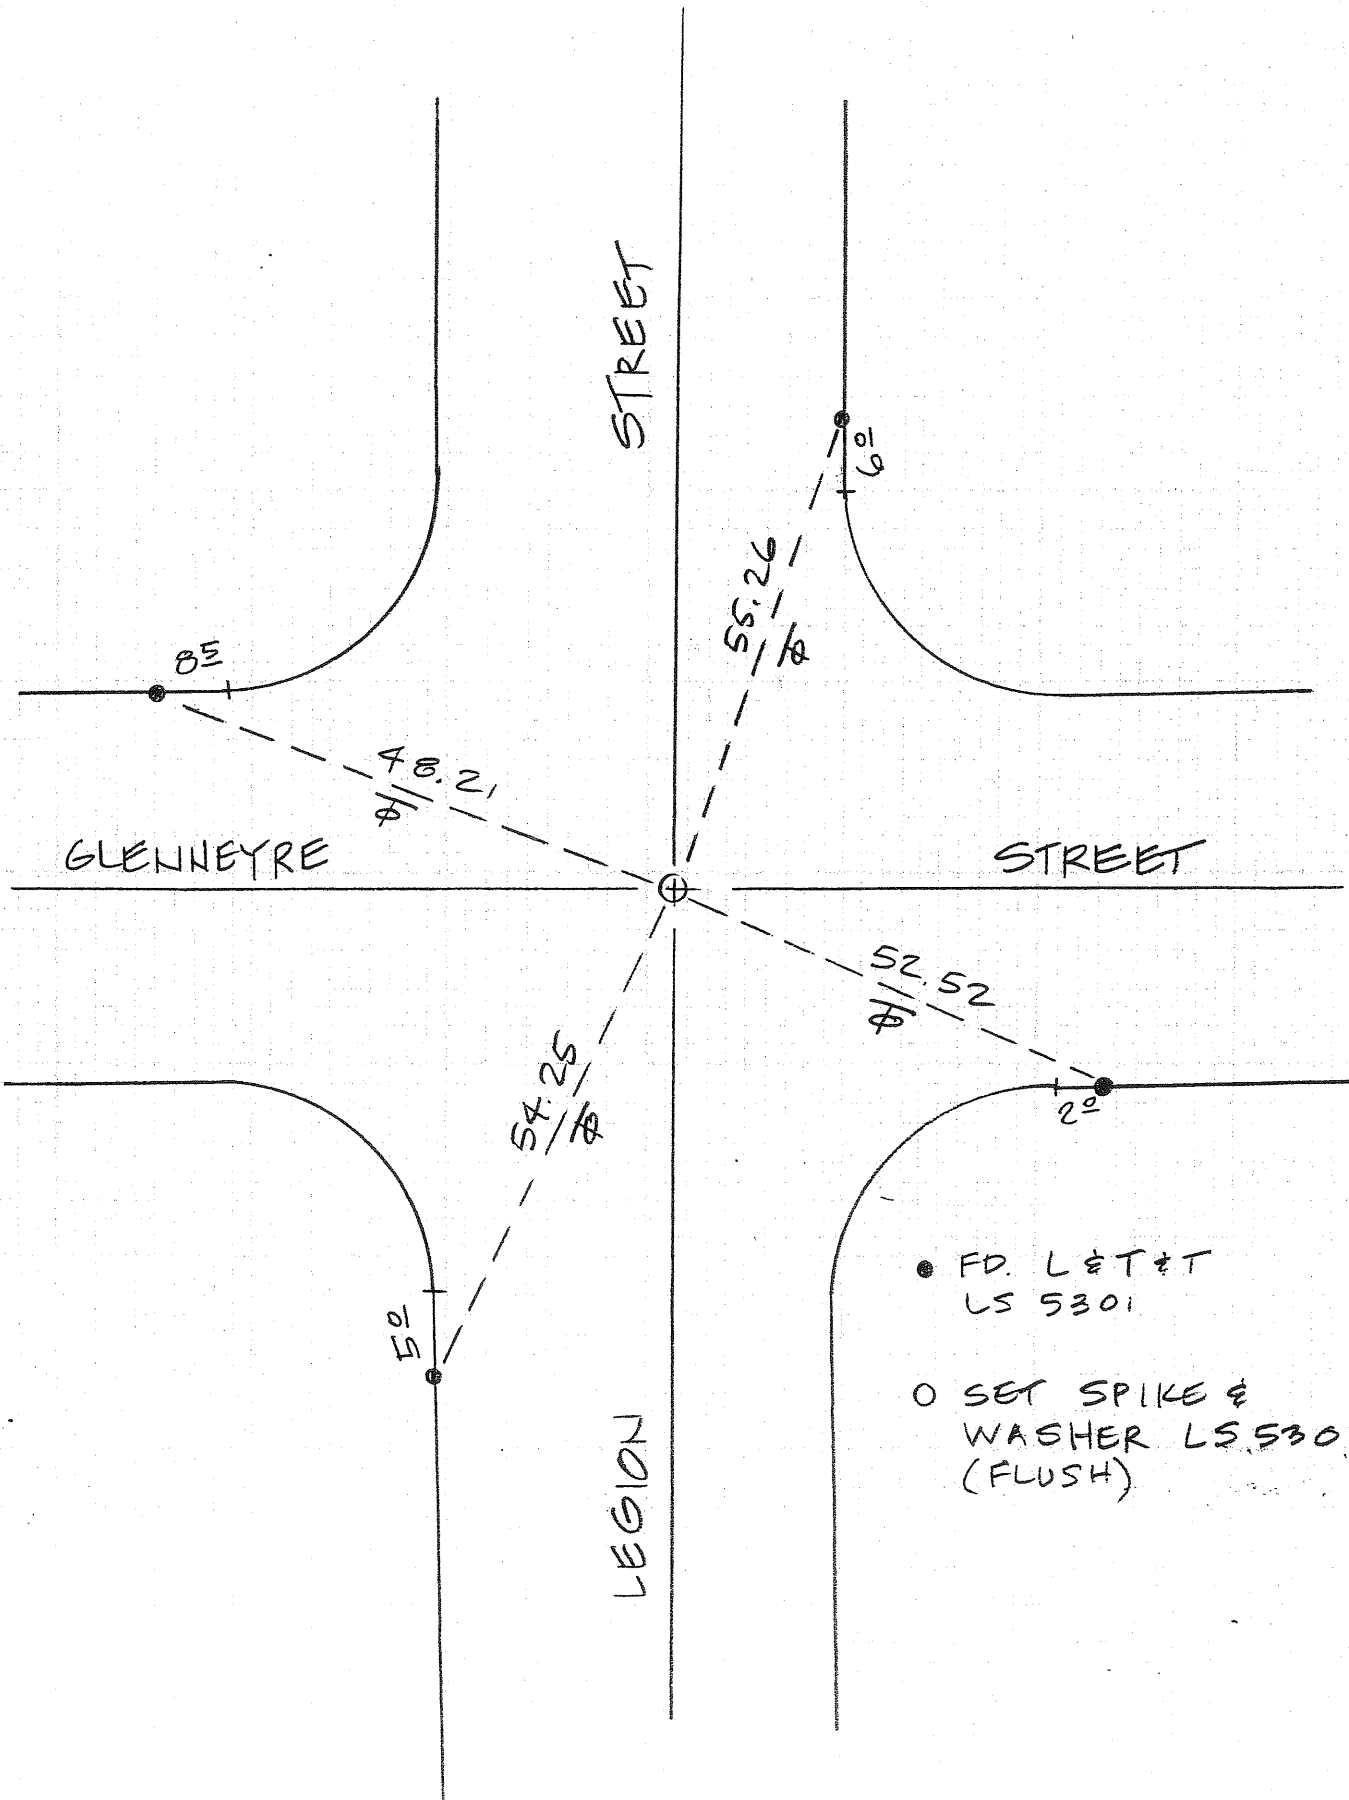 STREET
6º
55.26
8⁵
48.21
GLENNEYRE
STREET
52.52
54.25
2º
5º
LEGION
FD. L & T & T
LS 5301
SET SPIKE &
WASHER LS 530
(FLUSH)